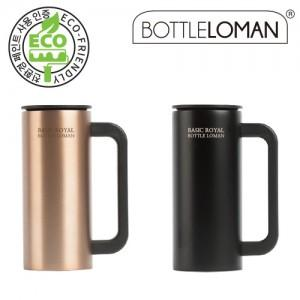 친환경 페인트 사용 인증
ECO
ECO-FRIENDLY
BOTTLELOMAN®
BASIC ROYAL
BOTTLE LOMAN
BASIC ROYAL
BOTTLE LOMAN